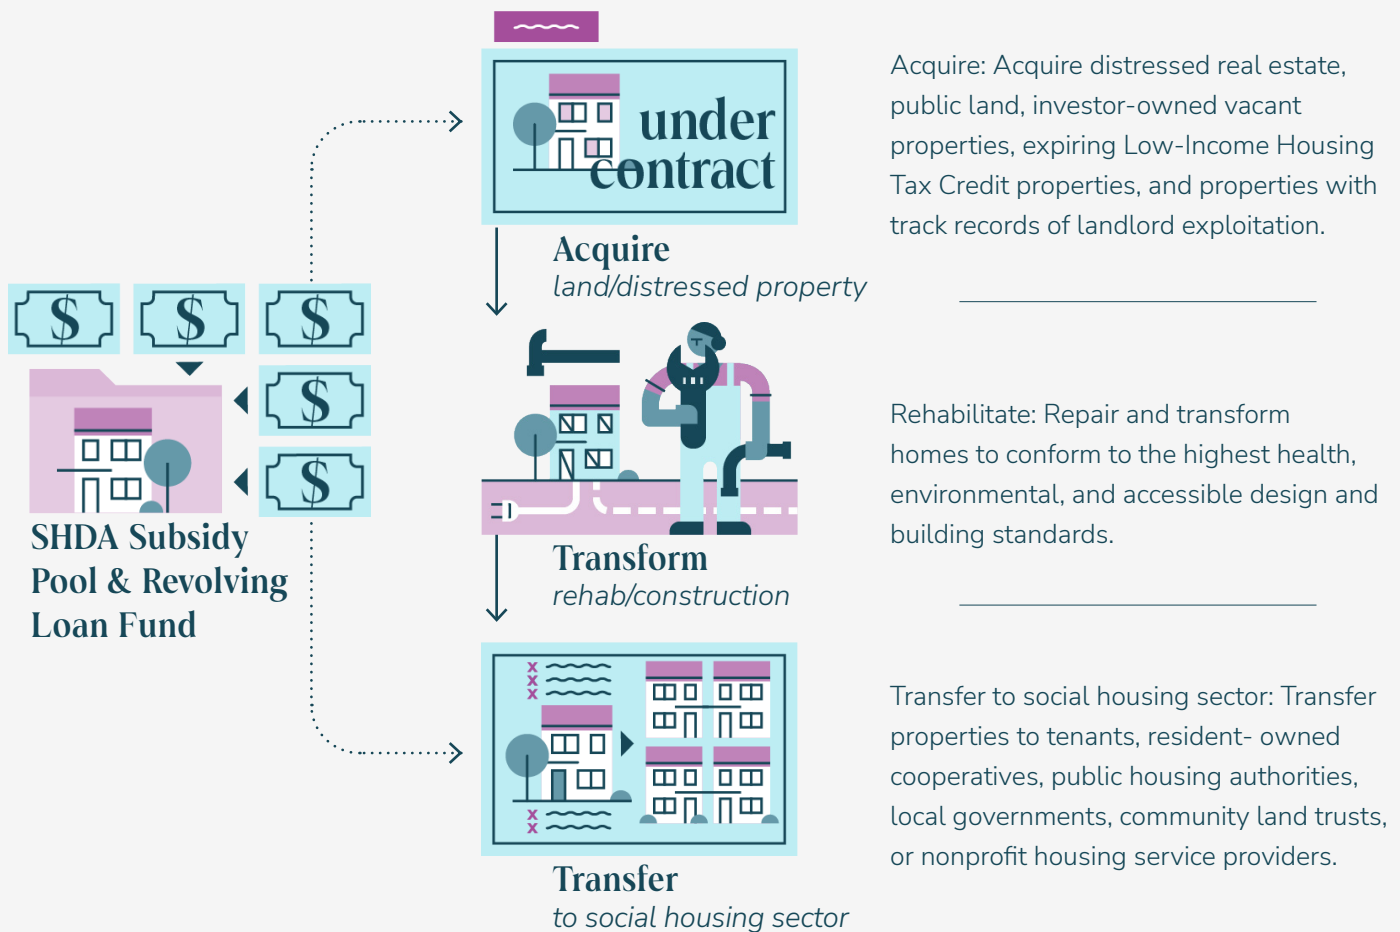 under
contract
Acquire
land/distressed property
Acquire: Acquire distressed real estate,
public land, investor-owned vacant
properties, expiring Low-Income Housing
Tax Credit properties, and properties with
track records of landlord exploitation.
$ $ $
$
$
SHDA Subsidy
Pool & Revolving
Loan Fund
Transform
rehab/construction
Rehabilitate: Repair and transform
homes to conform to the highest health,
environmental, and accessible design and
building standards.
x
x
x
x
x
Transfer
to social housing sector
Transfer to social housing sector: Transfer
properties to tenants, resident- owned
cooperatives, public housing authorities,
local governments, community land trusts,
or nonprofit housing service providers.